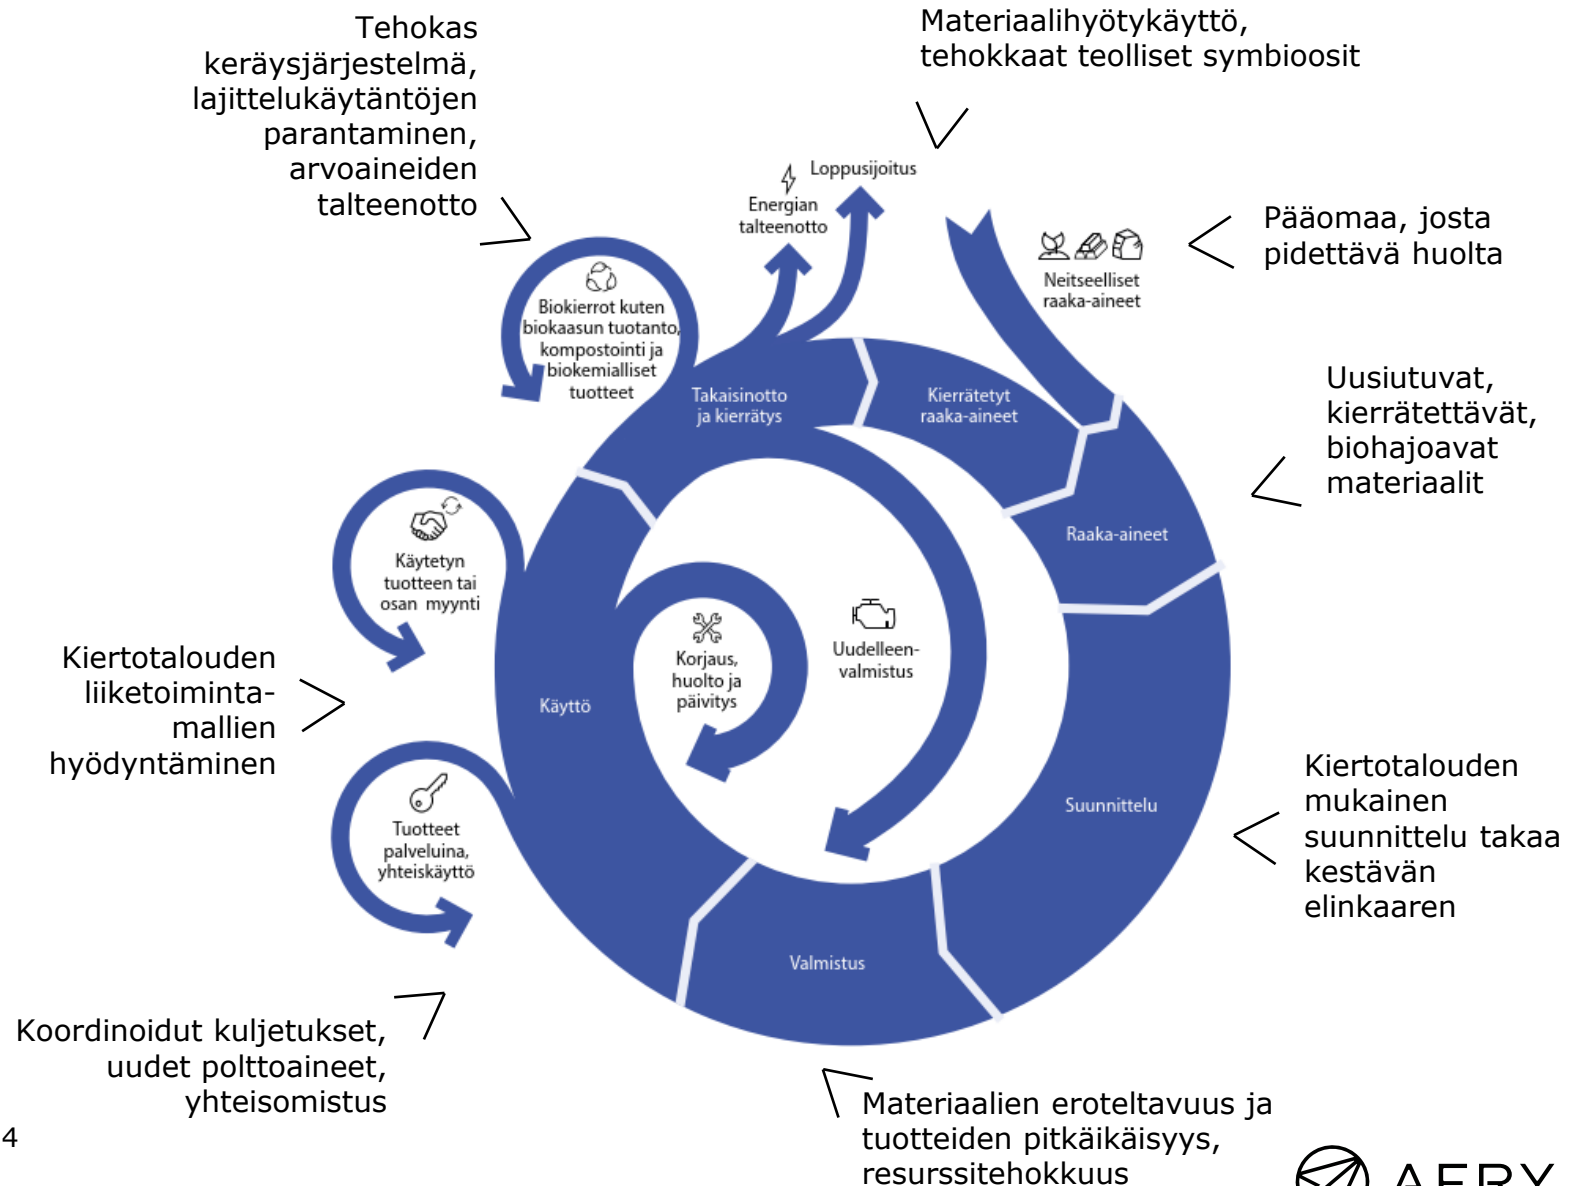 Tehokas
keräysjärjestelmä,
lajittelukäytäntöjen
parantaminen,
arvoaineiden
talteenotto
Materiaalihyötykäyttö,
tehokkaat teolliset symbioosit
Loppusijoitus
Energian
talteenotto
Pääomaa, josta
pidettävä huolta
Neitseelliset
raaka-aineet
Biokierrot kuten
biokaasun tuotanto,
kompostointi ja
biokemialliset
tuotteet
Takaisinotto
ja kierrätys
Kierrätetyt
raaka-aineet
Uusiutuvat,
kierrätettävät,
biohajoavat
materiaalit
Raaka-aineet
Käytetyn
tuotteen tai
osan myynti
Korjaus,
huolto ja
päivitys
Uudelleen-
valmistus
Kiertotalouden
liiketoiminta-
mallien
hyödyntäminen
Käyttö
Suunnittelu
Kiertotalouden
mukainen
suunnittelu takaa
kestävän
elinkaaren
Tuotteet
palveluina,
yhteiskäyttö
Valmistus
Koordinoidut kuljetukset,
uudet polttoaineet,
yhteisomistus
Materiaalien eroteltavuus ja
tuotteiden pitkäikäisyys,
resurssitehokkuus
4
AFRY